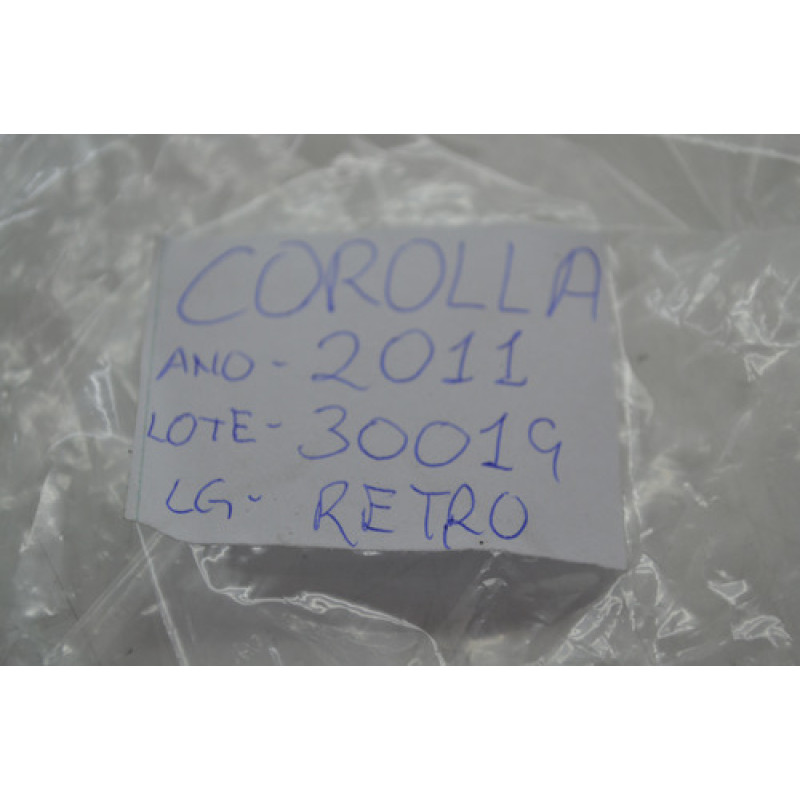 COROLLA
ANO - 2011
LOTE - 30019
LG - RETRO